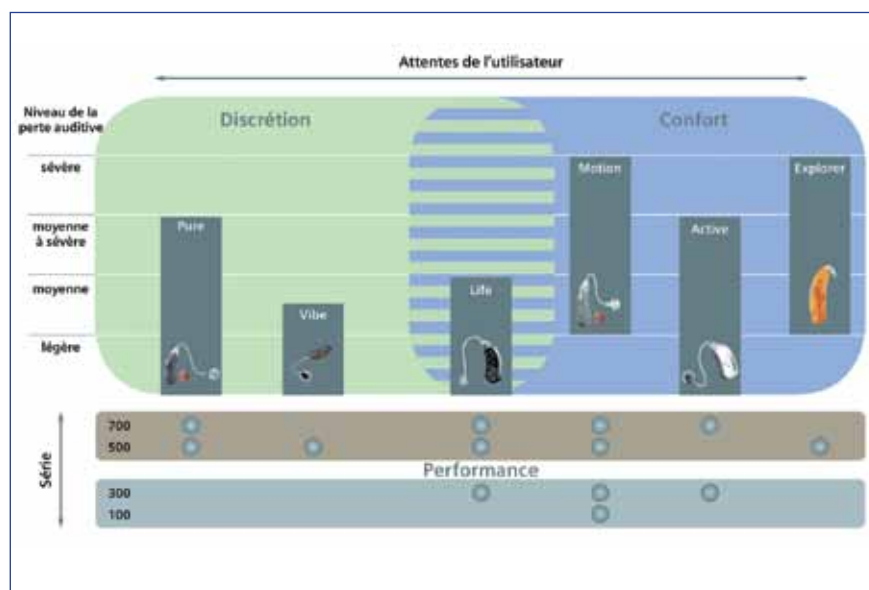 Attentes de l'utilisateur
Niveau de la
perte auditive
Discrétion
Confort
sévère
Motion
Explorer
moyenne
à sévère
Pure
Active
moyenne
Life
Vibe
légère
Série
700
500
Performance
300
100